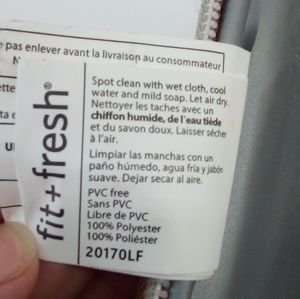 pas enlever avant la livraison au consommateur
fit+fresh®
Spot clean with wet cloth, cool
water and mild soap. Let air dry.
Nettoyer les taches avec un
chiffon humide, de l'eau tiède
et du savon doux. Laisser sécher
à l'air.
Limpiar las manchas con un
paño húmedo, agua fría y jabón
suave. Dejar secar al aire.
PVC free
Sans PVC
Libre de PVC
100% Polyester
100% Poliéster
20170LF